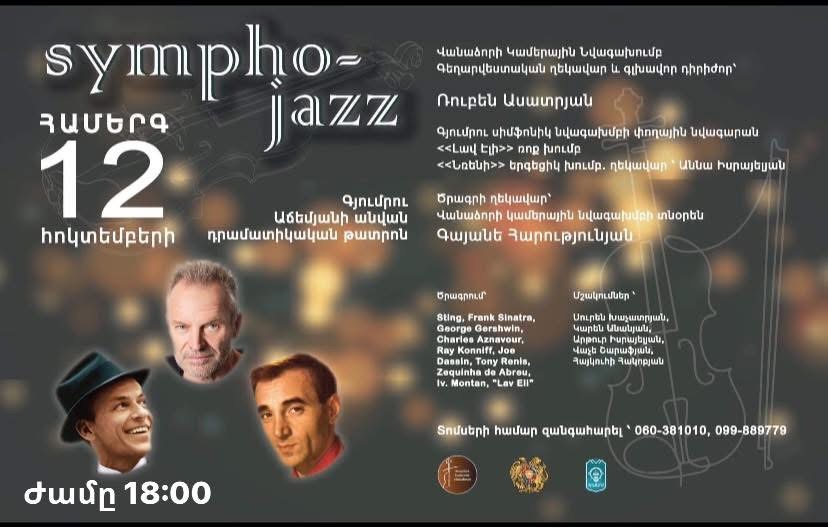 sympho-
jazz
ՀԱՄԵՐԳ
12
հոկտեմբերի
Գյումրու
Աճեմյանի անվան
դրամատիկական թատրոն
Ժամը 18:00
Վանաձորի Կամերային Նվագախումբ
Գեղարվեստական ղեկավար և գլխավոր դիրիժոր՝
Ռուբեն Ասատրյան
Գյումրու սիմֆոնիկ նվագախմբի փողային նվագարան
<<Լավ Էլի>> ռոք խումբ
<<Նռենի>> երգեցիկ խումբ. ղեկավար ՝ Աննա Իսրայելյան
Ծրագրի ղեկավար՝
Վանաձորի կամերային նվագախմբի տնօրեն
Գայանե Հարությունյան
Ծրագրում՝
Sting, Frank Sinatra,
George Gershwin,
Charles Aznavour,
Ray Konniff, Joe
Dassin, Tony Renis,
Zequinha de Abreu,
Iv. Montan, "Lav Eli"
Մշակումներ ՝
Սուրեն Խաչատրյան,
Կարեն Անանյան,
Արթուր Իսրայելյան,
Վաչե Շարաֆյան,
Հայկուհի Հակոբյան
Տոմսերի համար զանգահարել ՝ 060-381010, 099-889779